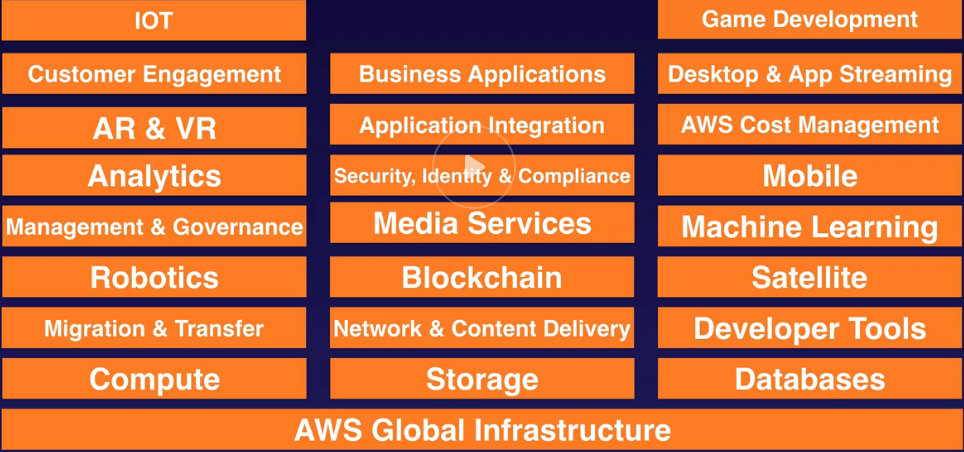 IOT
Game Development
Customer Engagement
Business Applications
Desktop & App Streaming
AR & VR
Application Integration
AWS Cost Management
Analytics
Security, Identity & Compliance
Mobile
Management & Governance
Media Services
Machine Learning
Robotics
Blockchain
Satellite
Migration & Transfer
Network & Content Delivery
Developer Tools
Compute
Storage
Databases
AWS Global Infrastructure